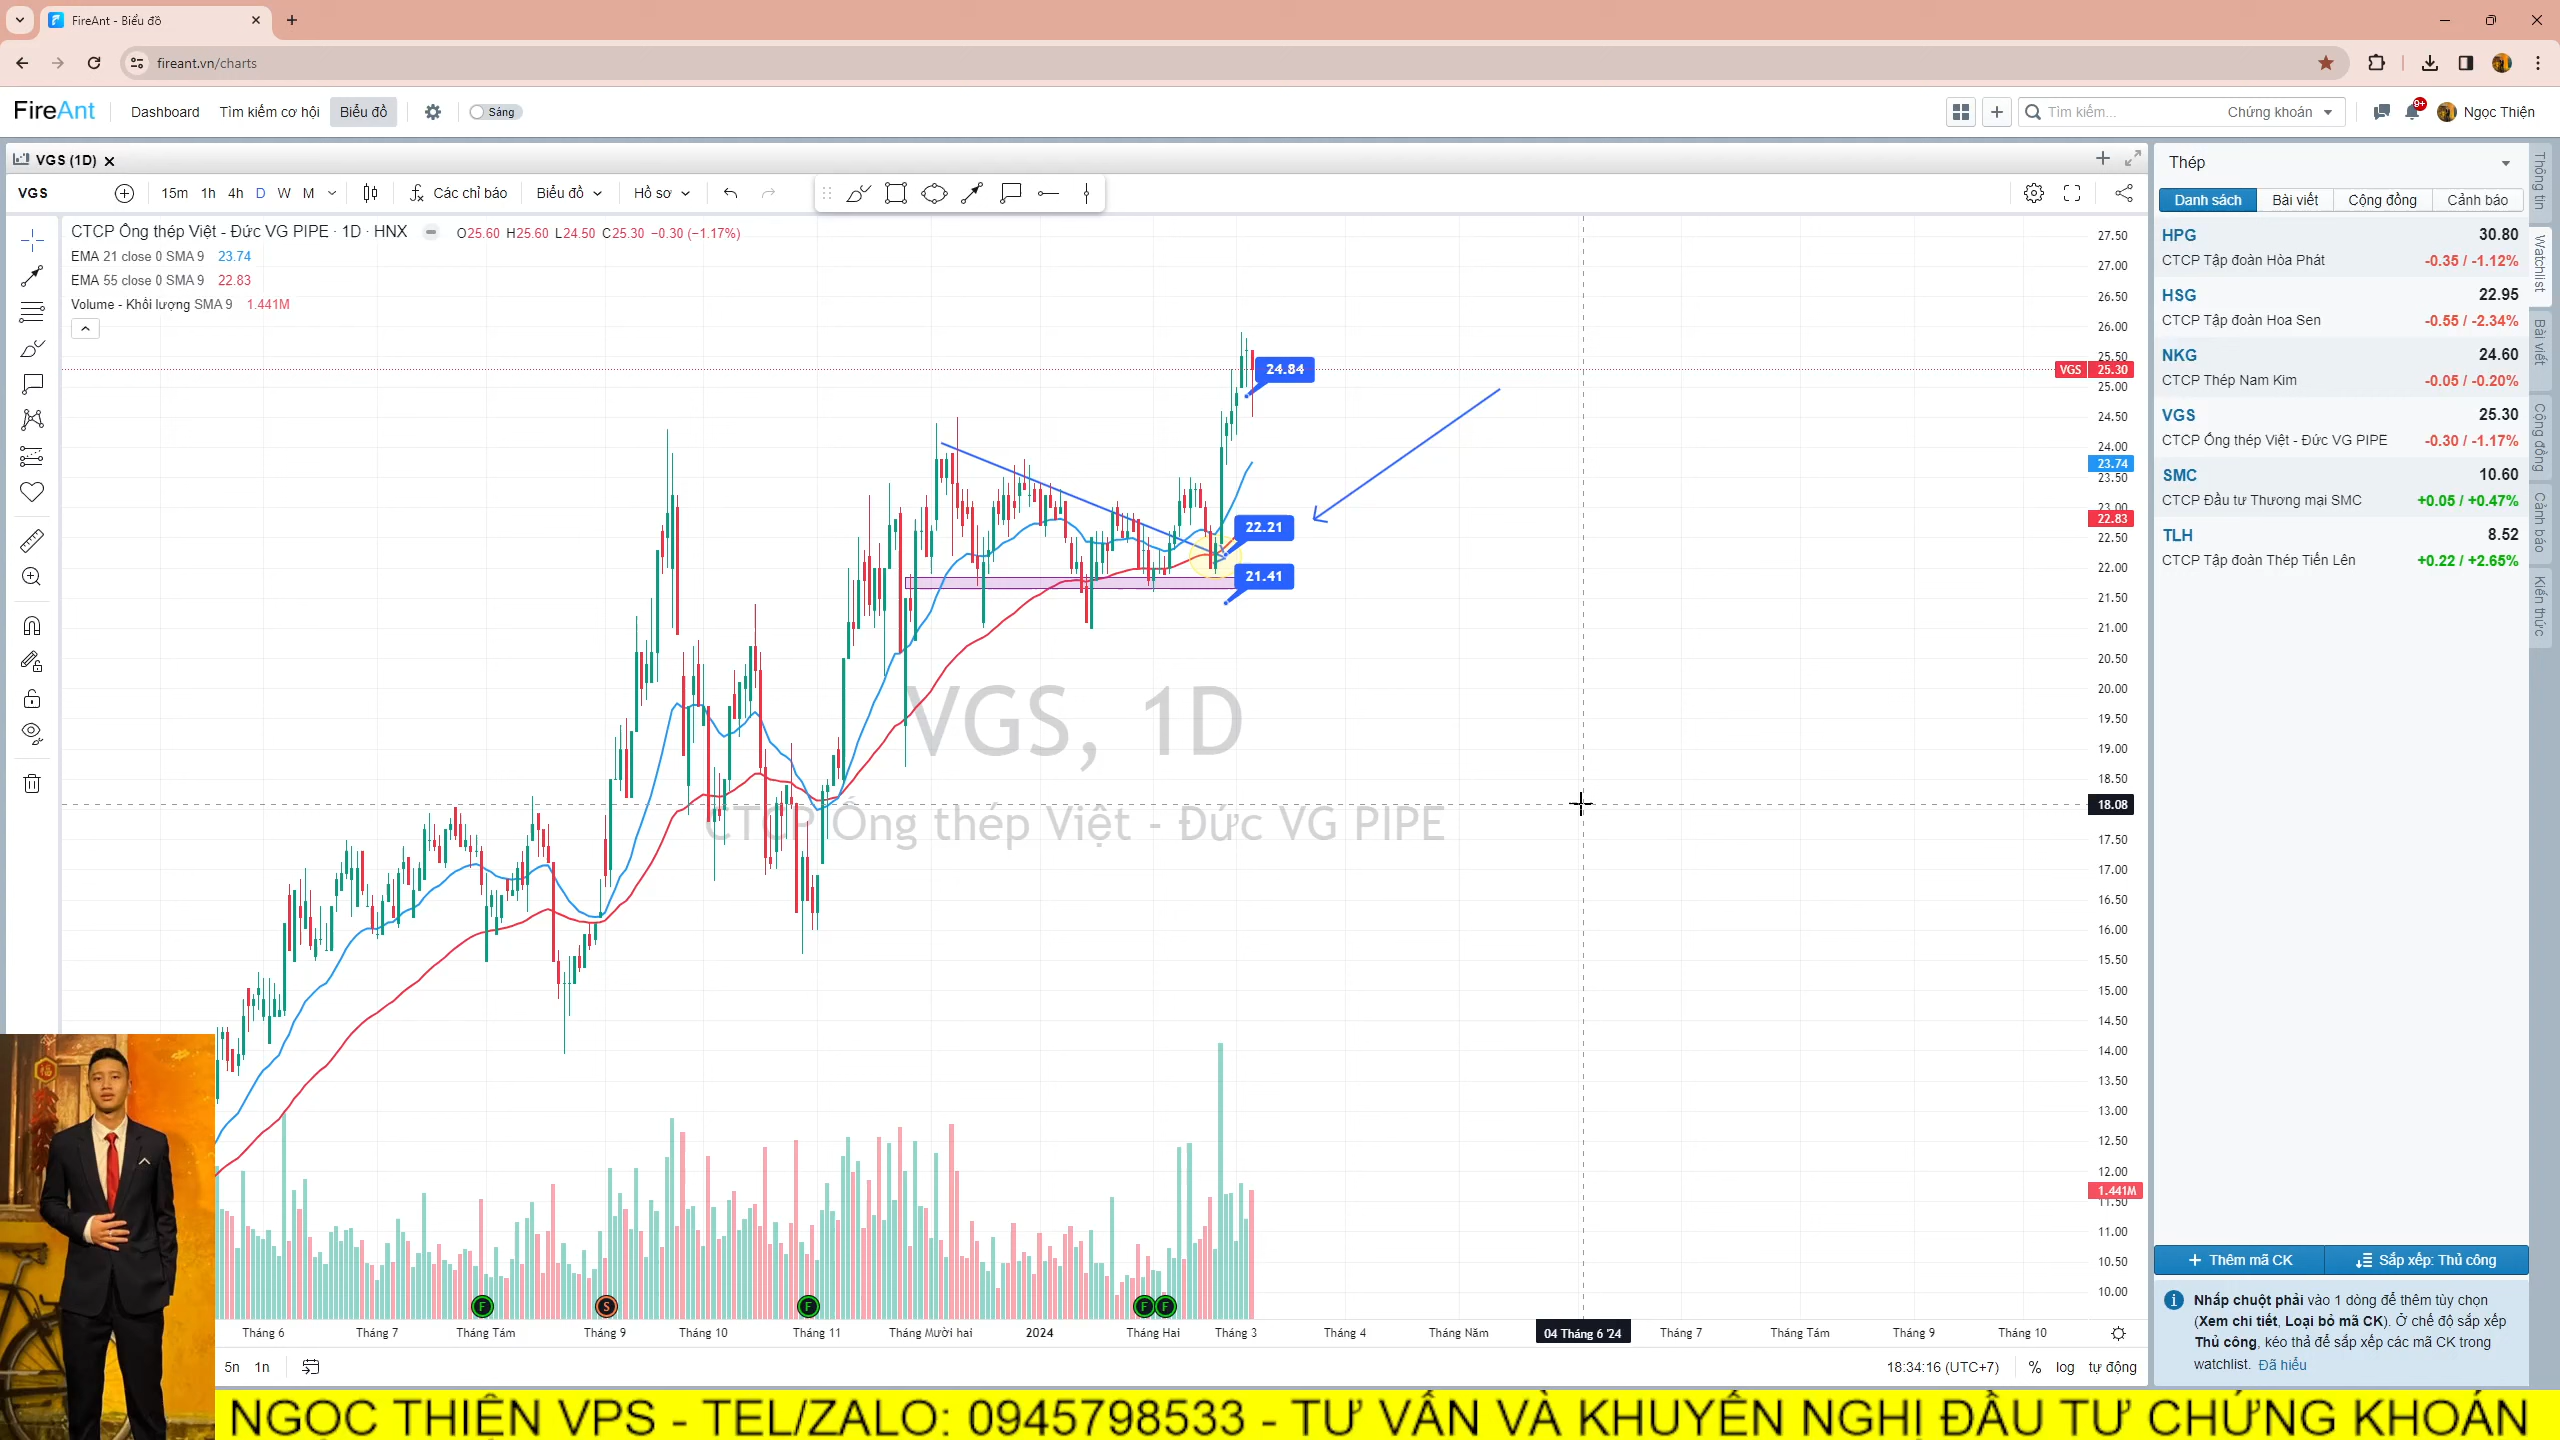 FireAnt - Biểu đồ
fireant.vn/charts
FireAnt Dashboard Tìm kiếm cơ hội Biểu đồ Sáng Tìm kiếm... Chứng khoán 9+ Ngọc Thiện
VGS (1D)
VGS 15m 1h 4h D W M Các chỉ báo Biểu đồ Hồ sơ
CTCP Ống thép Việt - Đức VG PIPE · 1D · HNX O25.60 H25.60 L24.50 C25.30 −0.30 (−1.17%)
EMA 21 close 0 SMA 9 23.74
EMA 55 close 0 SMA 9 22.83
Volume - Khối lượng SMA 9 1.441M
24.84
22.21
21.41
VGS, 1D
CTCP Ống thép Việt - Đức VG PIPE
27.50
27.00
26.50
26.00
25.50
VGS 25.30
25.00
24.50
24.00
23.74
23.50
23.00
22.83
22.50
22.00
21.50
21.00
20.50
20.00
19.50
19.00
18.50
18.08
17.50
17.00
16.50
16.00
15.50
15.00
14.50
14.00
13.50
13.00
12.50
12.00
1.441M
11.50
11.00
10.50
10.00
F S F F F
Tháng 6 Tháng 7 Tháng Tám Tháng 9 Tháng 10 Tháng 11 Tháng Mười hai 2024 Tháng Hai Tháng 3 Tháng 4 Tháng Năm 04 Tháng 6 '24 Tháng 7 Tháng Tám Tháng 9 Tháng 10
5n 1n 18:34:16 (UTC+7) % log tự động
Thép
Danh sách Bài viết Cộng đồng Cảnh báo
HPG 30.80
CTCP Tập đoàn Hòa Phát -0.35 / -1.12%
HSG 22.95
CTCP Tập đoàn Hoa Sen -0.55 / -2.34%
NKG 24.60
CTCP Thép Nam Kim -0.05 / -0.20%
VGS 25.30
CTCP Ống thép Việt - Đức VG PIPE -0.30 / -1.17%
SMC 10.60
CTCP Đầu tư Thương mại SMC +0.05 / +0.47%
TLH 8.52
CTCP Tập đoàn Thép Tiến Lên +0.22 / +2.65%
Thông tin
Watchlist
Bài viết
Cộng đồng
Cảnh báo
Kiến thức
Thêm mã CK Sắp xếp: Thủ công
Nhấp chuột phải vào 1 dòng để thêm tùy chọn
(Xem chi tiết, Loại bỏ mã CK). Ở chế độ sắp xếp
Thủ công, kéo thả để sắp xếp các mã CK trong
watchlist. Đã hiểu
NGỌC THIỆN VPS - TEL/ZALO: 0945798533 - TƯ VẤN VÀ KHUYẾN NGHỊ ĐẦU TƯ CHỨNG KHOÁN